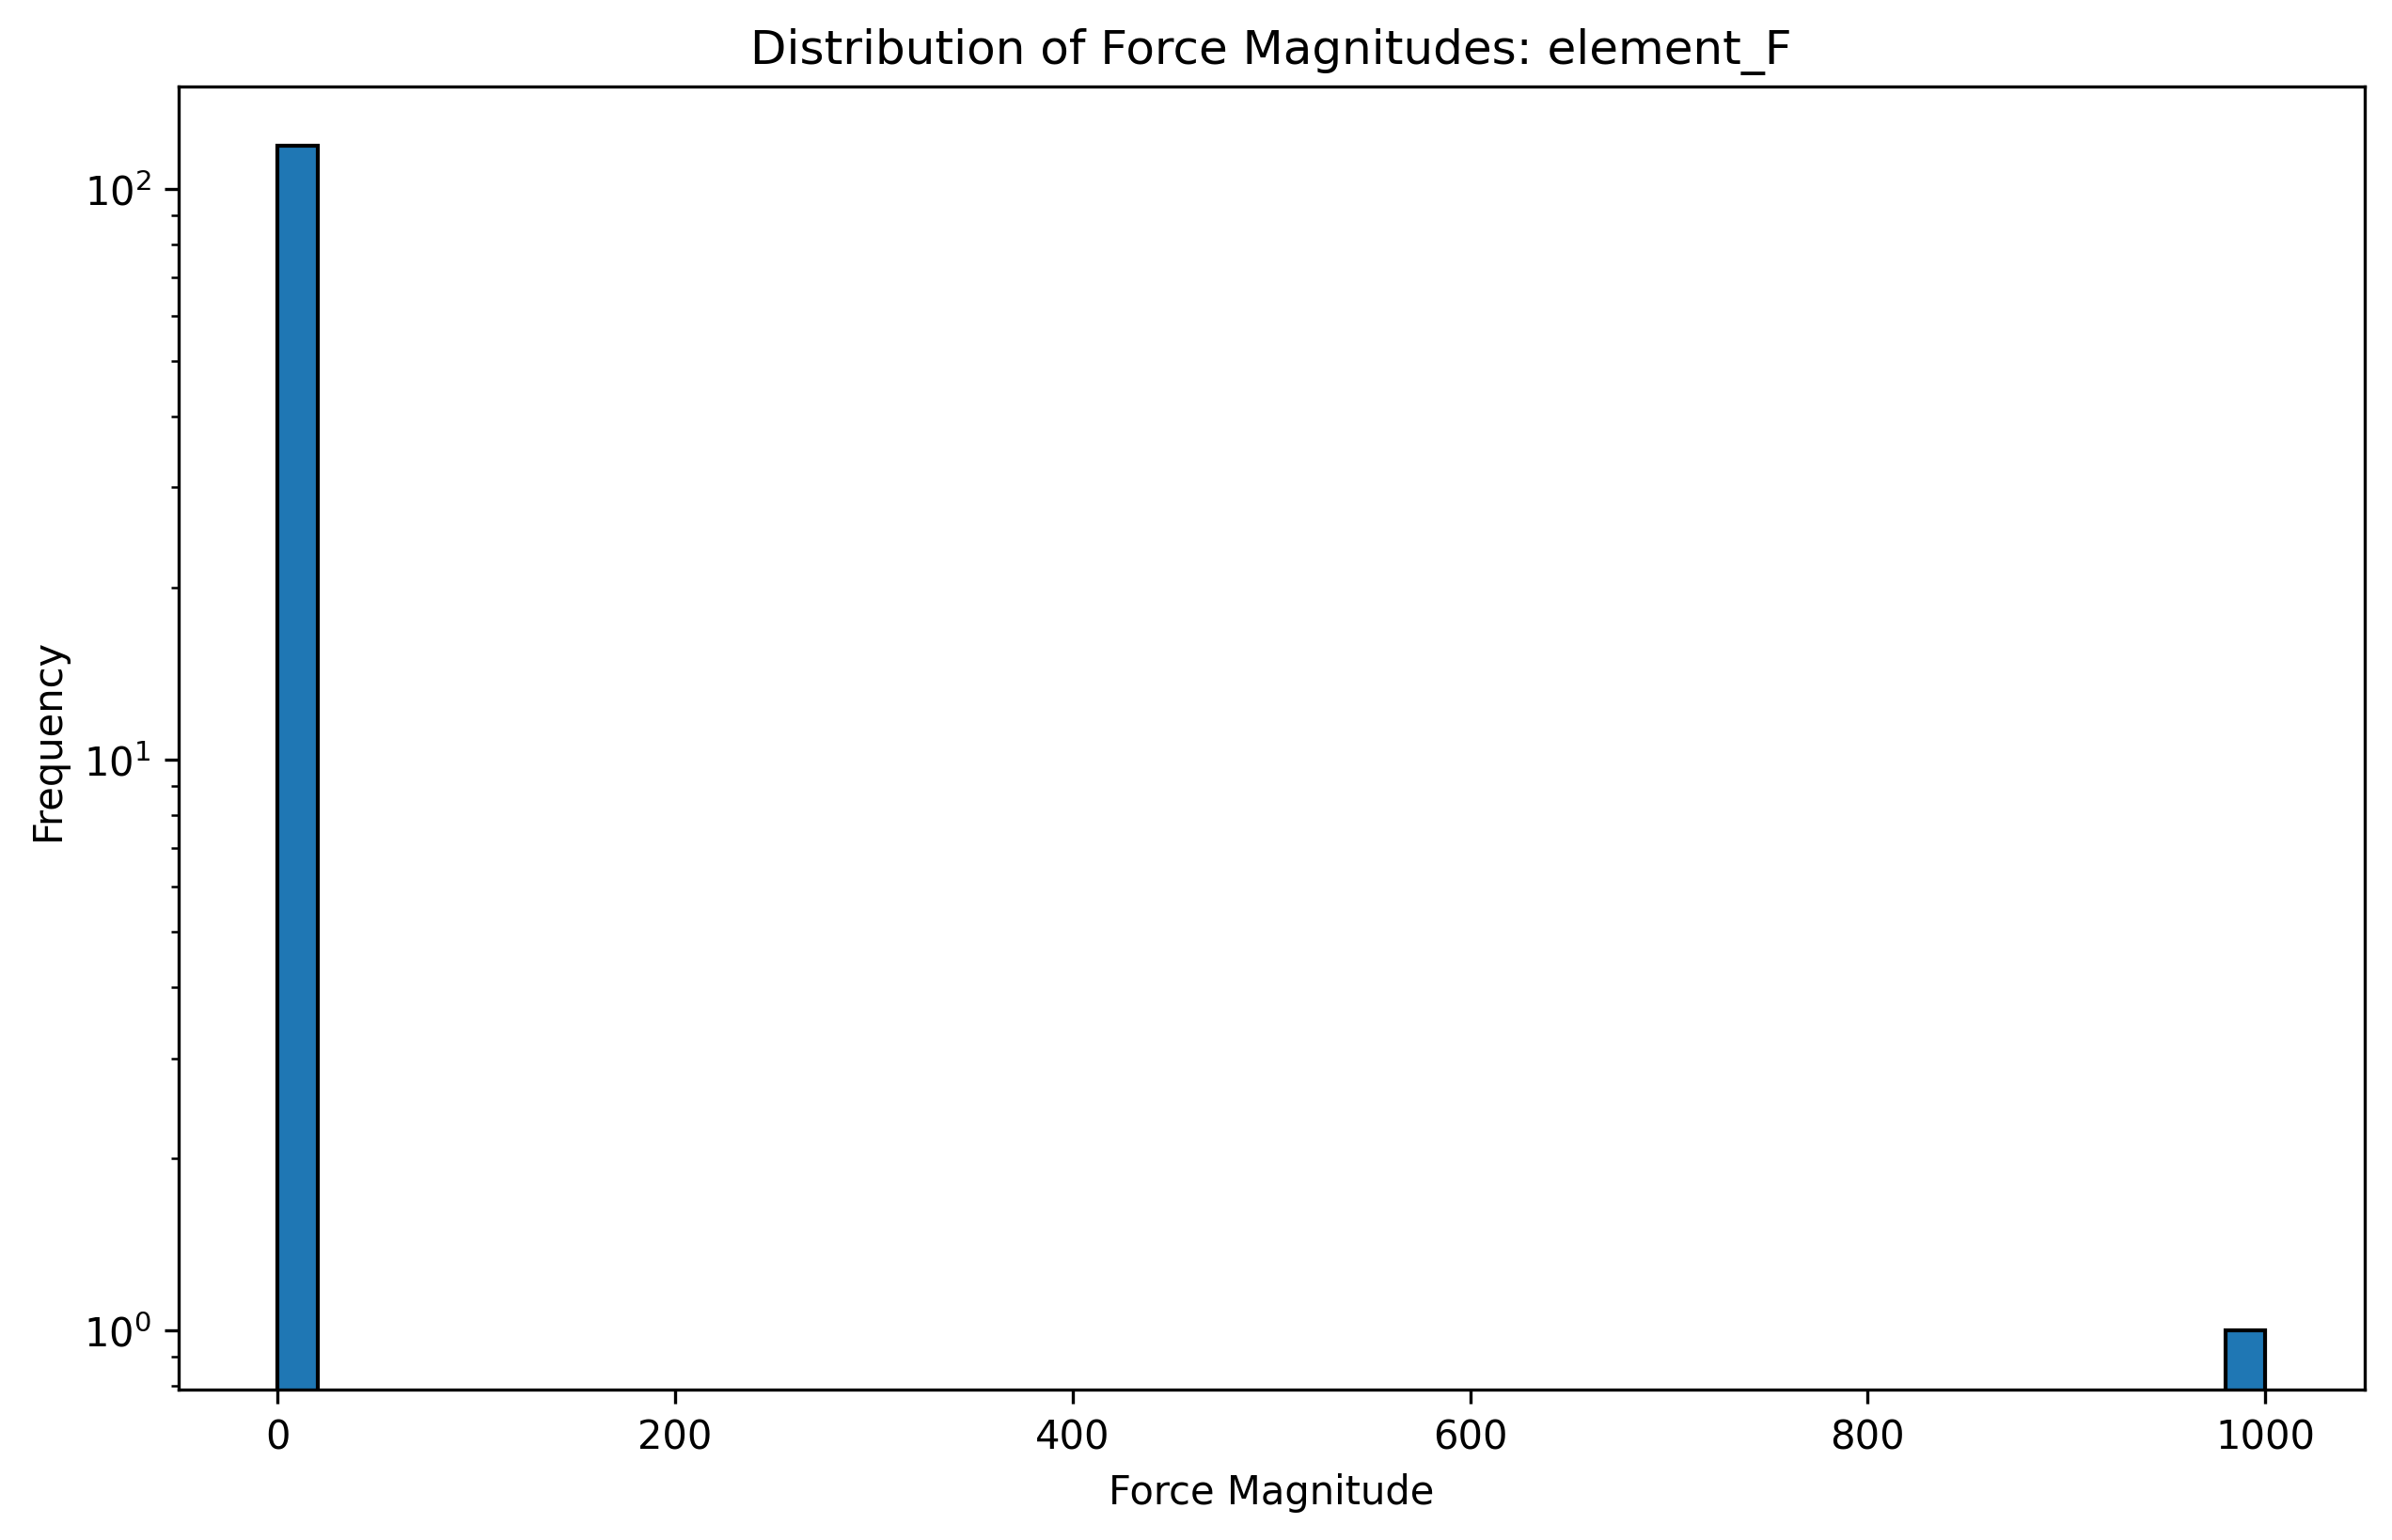 Distribution of Force Magnitudes: element_F
Frequency
10²
10¹
10⁰
0 200 400 600 800 1000
Force Magnitude